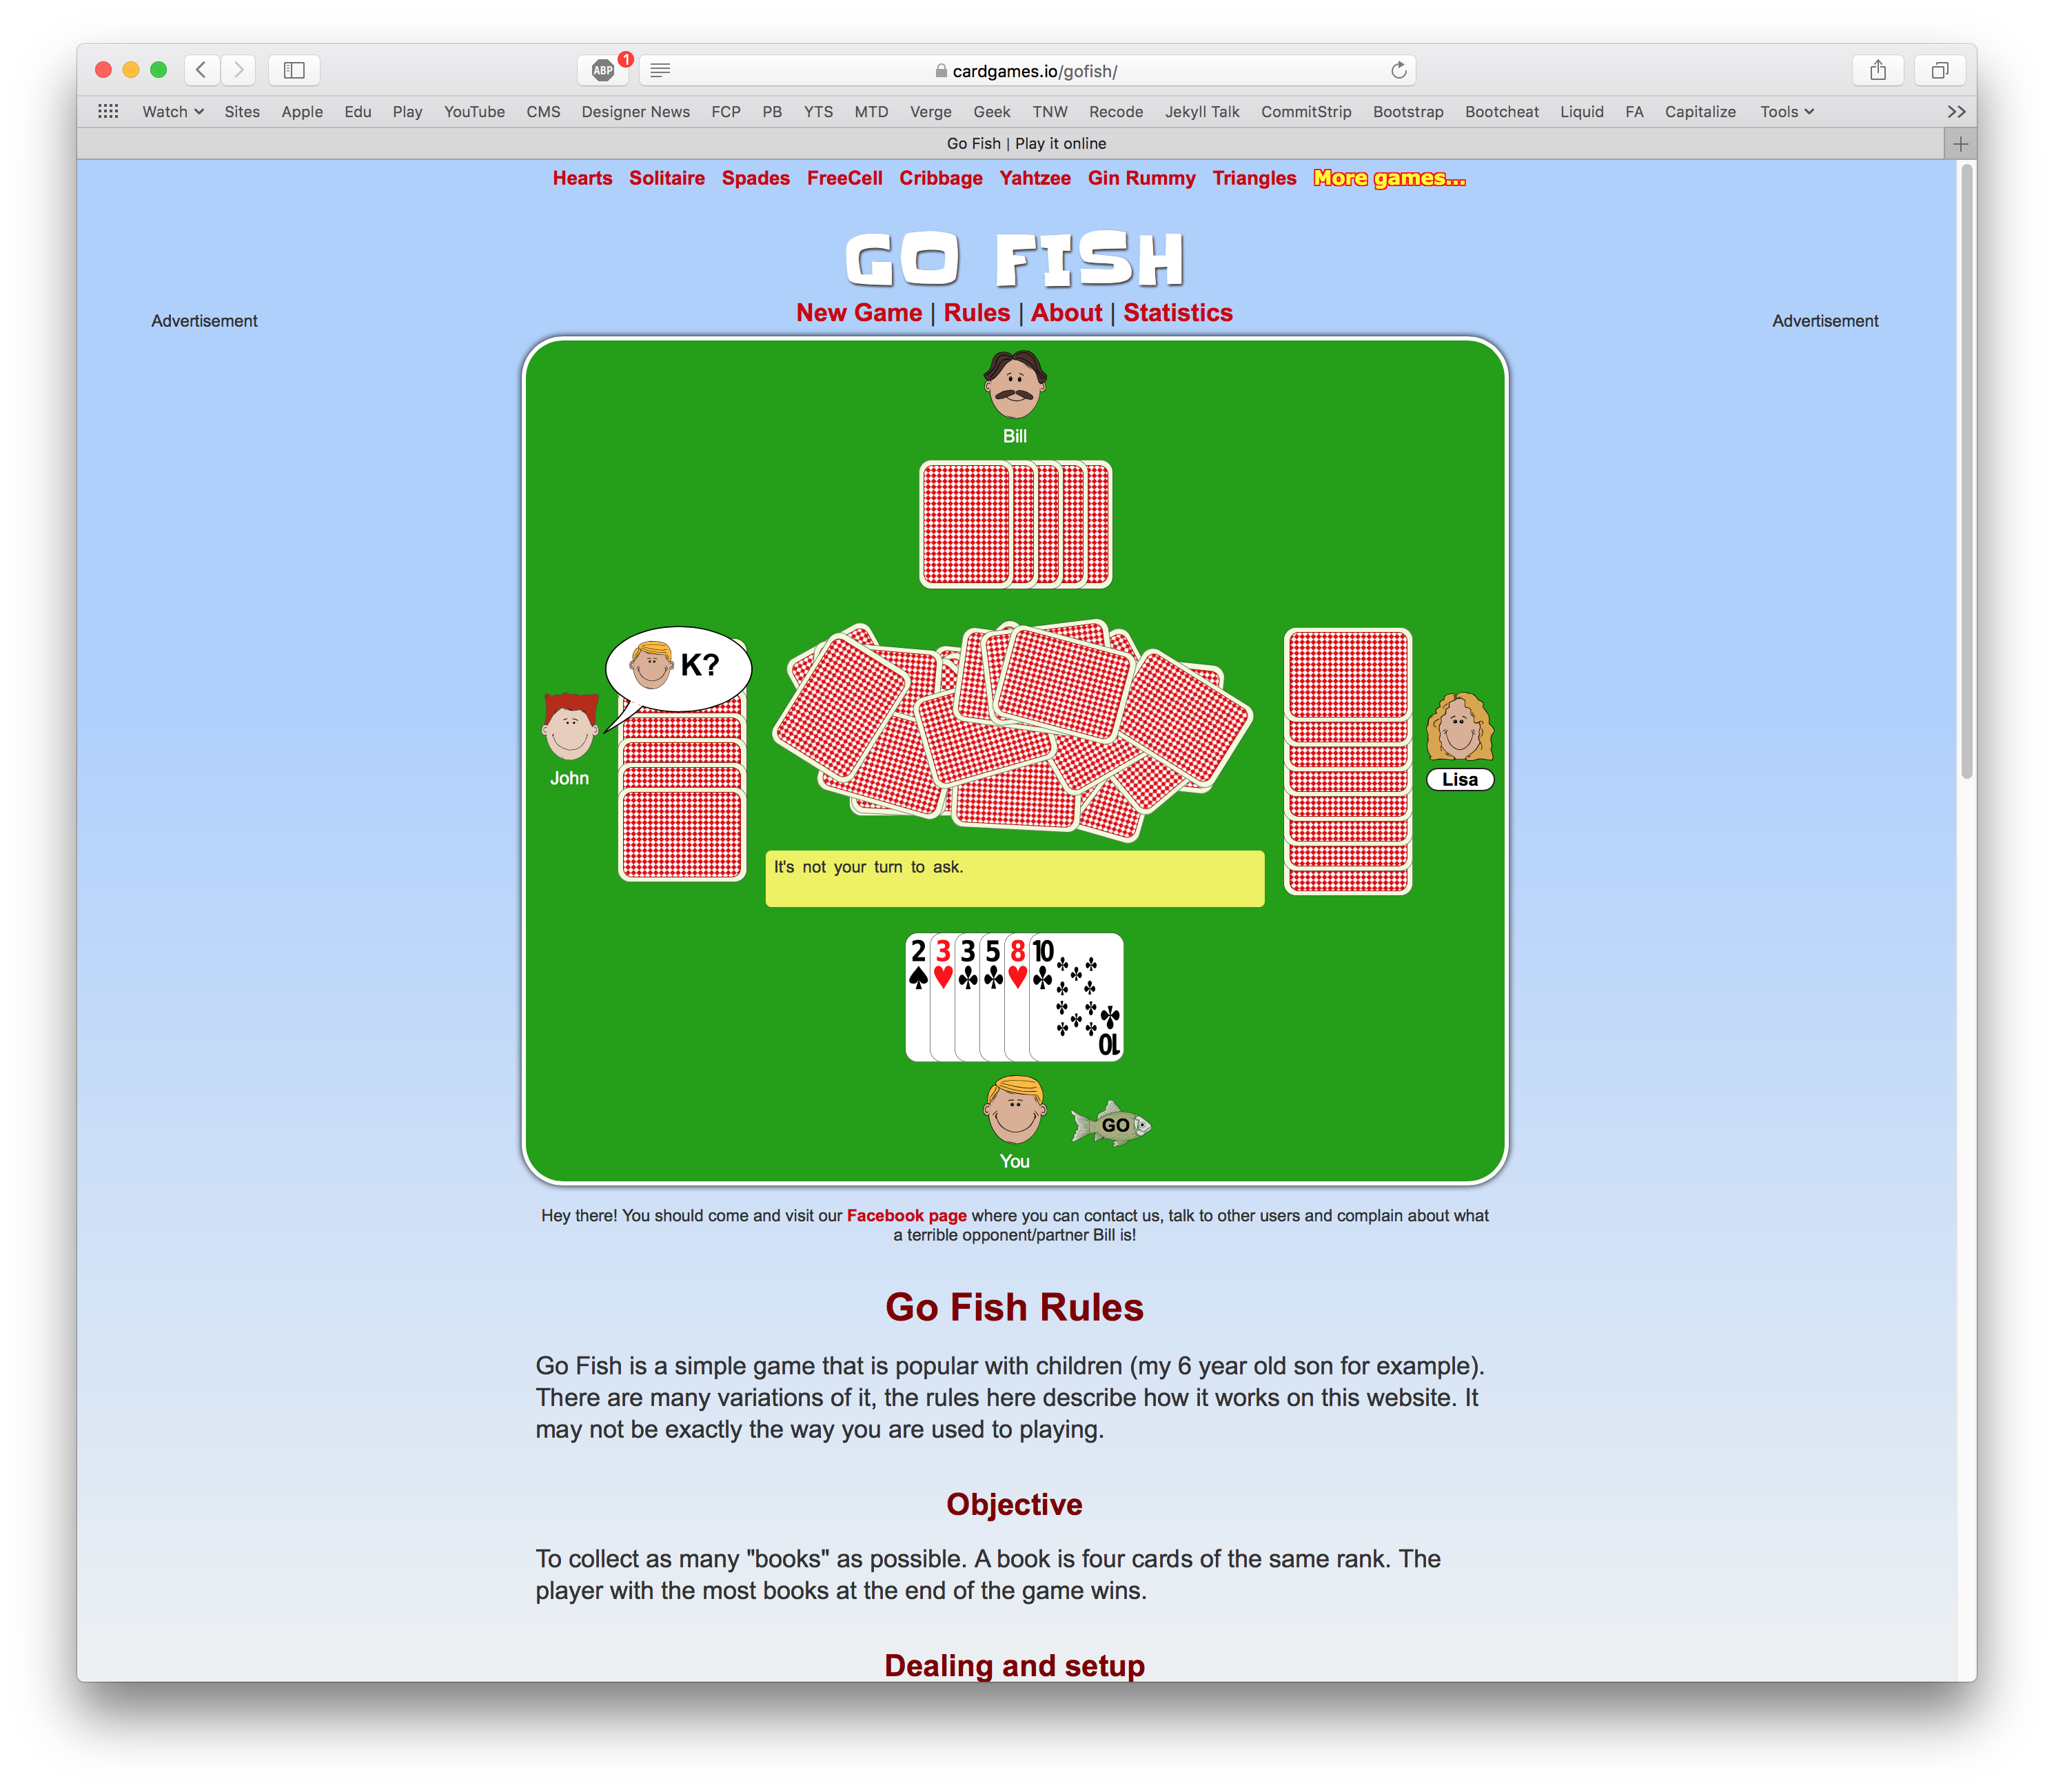 ABP 1 cardgames.io/gofish/
Watch Sites Apple Edu Play YouTube CMS Designer News FCP PB YTS MTD Verge Geek TNW Recode Jekyll Talk CommitStrip Bootstrap Bootcheat Liquid FA Capitalize Tools
Go Fish | Play it online
Hearts Solitaire Spades FreeCell Cribbage Yahtzee Gin Rummy Triangles More games...
GO FISH
New Game | Rules | About | Statistics
Advertisement
Advertisement
Bill
K?
John
Lisa
It's not your turn to ask.
2 3 3 5 8 10
10
GO
You
Hey there! You should come and visit our Facebook page where you can contact us, talk to other users and complain about what
a terrible opponent/partner Bill is!
Go Fish Rules
Go Fish is a simple game that is popular with children (my 6 year old son for example).
There are many variations of it, the rules here describe how it works on this website. It
may not be exactly the way you are used to playing.
Objective
To collect as many "books" as possible. A book is four cards of the same rank. The
player with the most books at the end of the game wins.
Dealing and setup